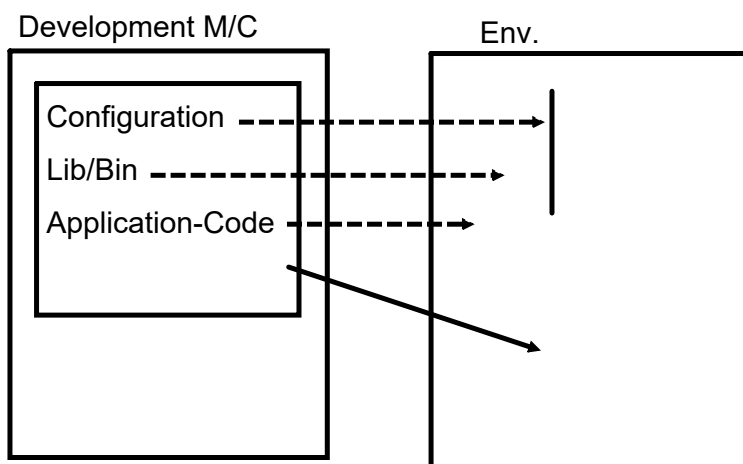 Development M/C
Env.
Configuration
Lib/Bin
Application-Code